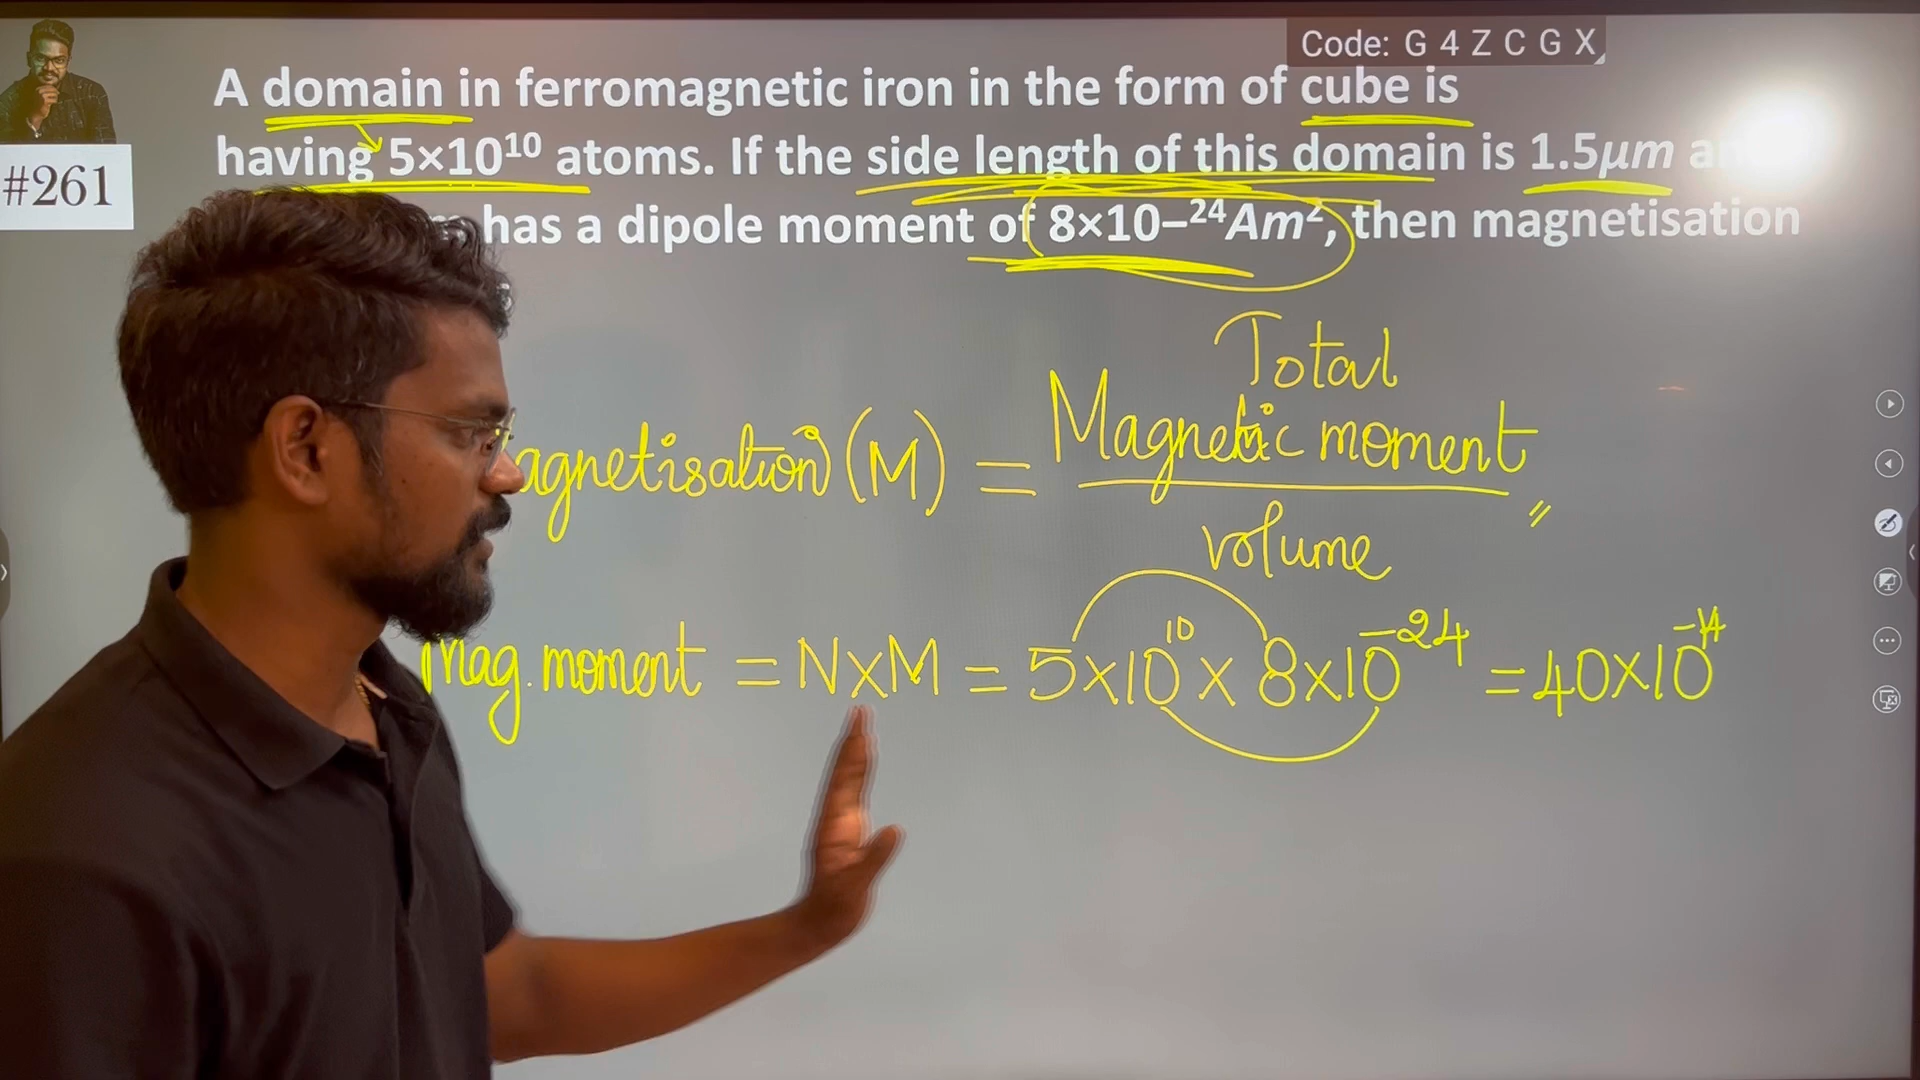 Code: G 4 Z C G X
A domain in ferromagnetic iron in the form of cube is
#261
having 5×10¹⁰ atoms. If the side length of this domain is 1.5μm
has a dipole moment of 8×10–²⁴Am², then magnetisation
Total
agnetisation (M) = Magnetic moment
volume
Mag. moment = N×M = 5×10¹⁰ × 8×10⁻²⁴ = 40×10⁻¹⁴